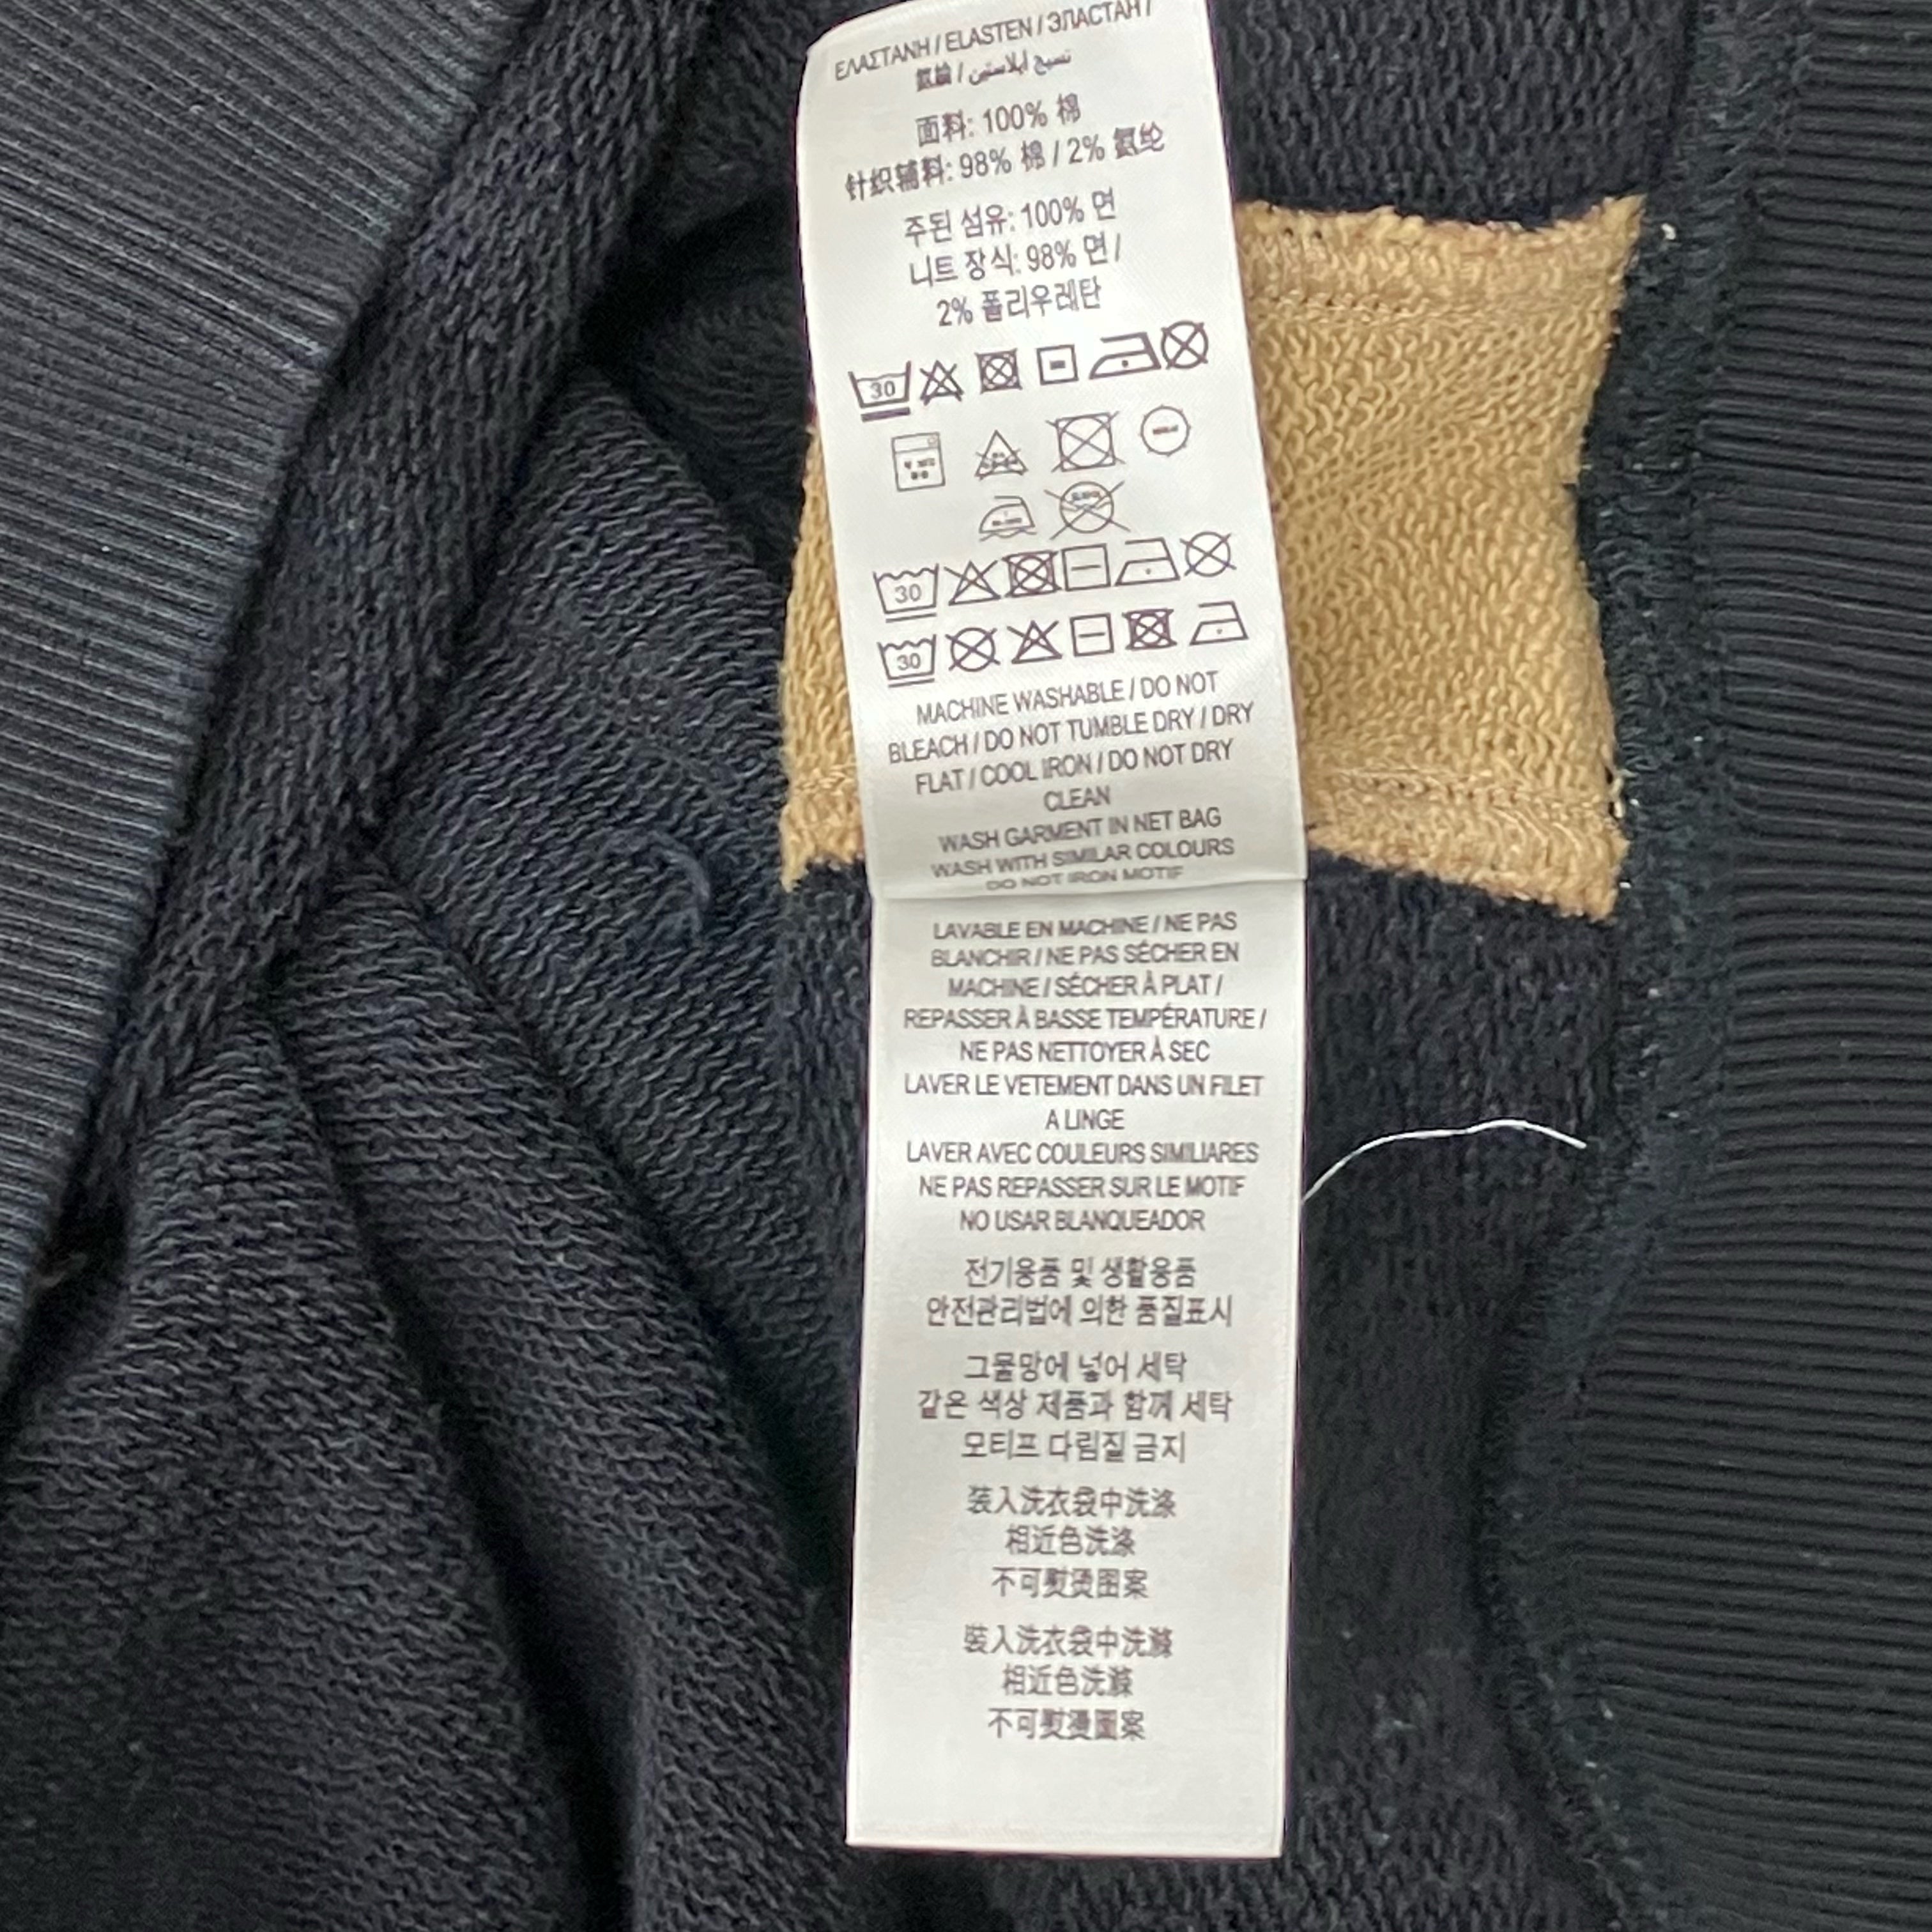 ΕΛΑΣΤΑΝΗ / ELASTEN / ЭЛАСТАН /
氨綸 / نسيج ايلاستين
面料: 100% 棉
针织辅料: 98% 棉 / 2% 氨纶
주된 섬유: 100% 면
니트 장식: 98% 면 /
2% 폴리우레탄
30
30
30
MACHINE WASHABLE / DO NOT
BLEACH / DO NOT TUMBLE DRY / DRY
FLAT / COOL IRON / DO NOT DRY
CLEAN
WASH GARMENT IN NET BAG
WASH WITH SIMILAR COLOURS
DO NOT IRON MOTIF
LAVABLE EN MACHINE / NE PAS
BLANCHIR / NE PAS SÉCHER EN
MACHINE / SÉCHER À PLAT /
REPASSER À BASSE TEMPÉRATURE /
NE PAS NETTOYER À SEC
LAVER LE VETEMENT DANS UN FILET
A LINGE
LAVER AVEC COULEURS SIMILIARES
NE PAS REPASSER SUR LE MOTIF
NO USAR BLANQUEADOR
전기용품 및 생활용품
안전관리법에 의한 품질표시
그물망에 넣어 세탁
같은 색상 제품과 함께 세탁
모티프 다림질 금지
装入洗衣袋中洗涤
相近色洗涤
不可熨烫图案
裝入洗衣袋中洗滌
相近色洗滌
不可熨燙圖案